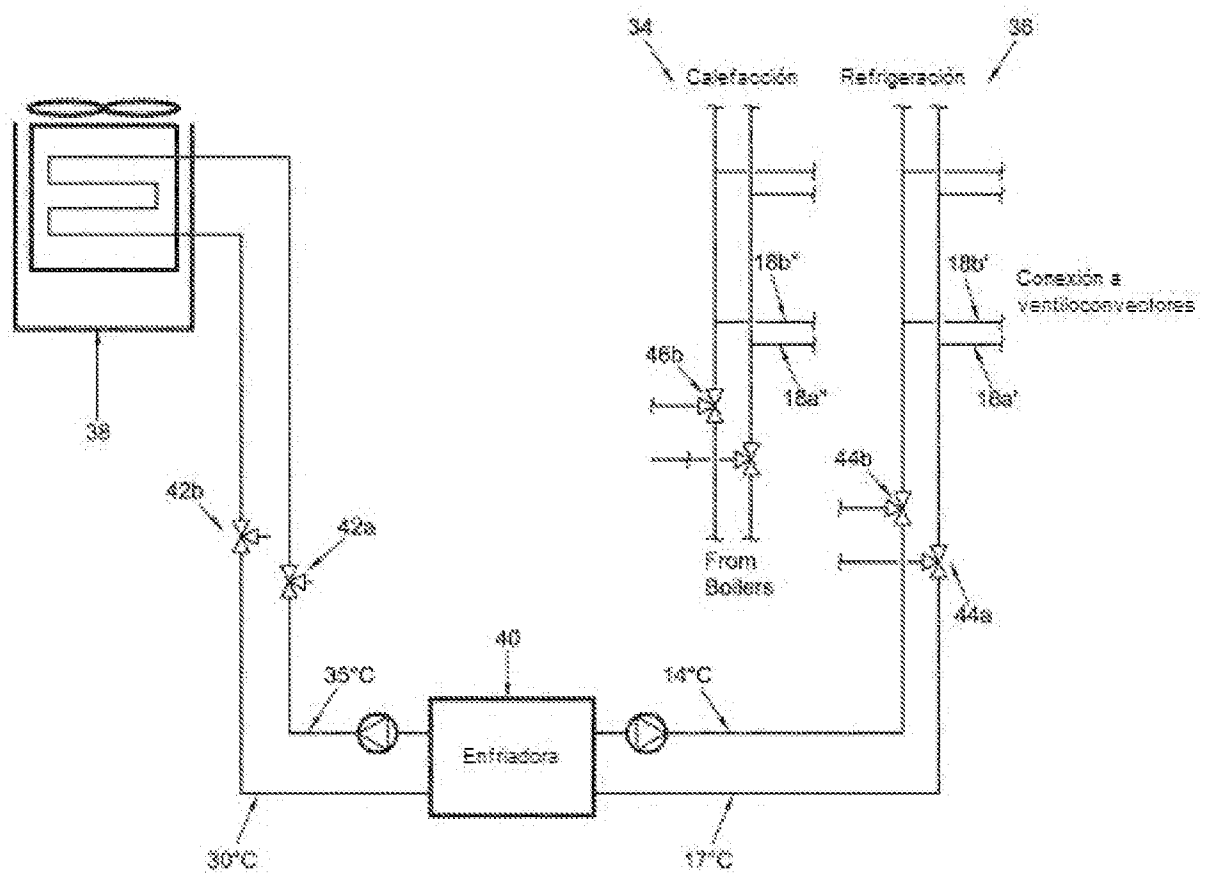 34
36
Calefacción
Refrigeración
18b"
18b'
Conexión a
ventiloconvectores
46b
18a"
18a'
38
42b
42a
44b
From
Boilers
44a
40
35°C
14°C
Enfriadora
30°C
17°C